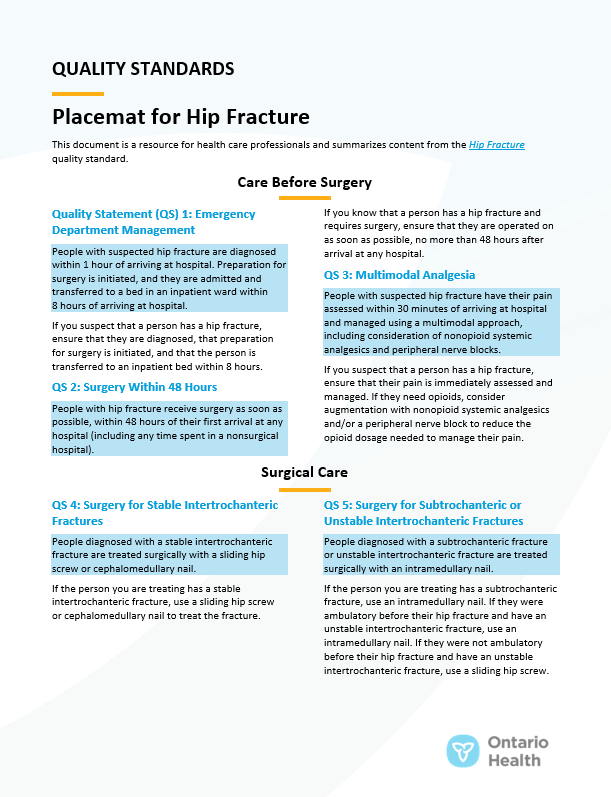 QUALITY STANDARDS
Placemat for Hip Fracture
This document is a resource for health care professionals and summarizes content from the Hip Fracture
quality standard.
Care Before Surgery
Quality Statement (QS) 1: Emergency
Department Management
People with suspected hip fracture are diagnosed
within 1 hour of arriving at hospital. Preparation for
surgery is initiated, and they are admitted and
transferred to a bed in an inpatient ward within
8 hours of arriving at hospital.
If you suspect that a person has a hip fracture,
ensure that they are diagnosed, that preparation
for surgery is initiated, and that the person is
transferred to an inpatient bed within 8 hours.
QS 2: Surgery Within 48 Hours
People with hip fracture receive surgery as soon as
possible, within 48 hours of their first arrival at any
hospital (including any time spent in a nonsurgical
hospital).
If you know that a person has a hip fracture and
requires surgery, ensure that they are operated on
as soon as possible, no more than 48 hours after
arrival at any hospital.
QS 3: Multimodal Analgesia
People with suspected hip fracture have their pain
assessed within 30 minutes of arriving at hospital
and managed using a multimodal approach,
including consideration of nonopioid systemic
analgesics and peripheral nerve blocks.
If you suspect that a person has a hip fracture,
ensure that their pain is immediately assessed and
managed. If they need opioids, consider
augmentation with nonopioid systemic analgesics
and/or a peripheral nerve block to reduce the
opioid dosage needed to manage their pain.
Surgical Care
QS 4: Surgery for Stable Intertrochanteric
Fractures
People diagnosed with a stable intertrochanteric
fracture are treated surgically with a sliding hip
screw or cephalomedullary nail.
If the person you are treating has a stable
intertrochanteric fracture, use a sliding hip screw
or cephalomedullary nail to treat the fracture.
QS 5: Surgery for Subtrochanteric or
Unstable Intertrochanteric Fractures
People diagnosed with a subtrochanteric fracture
or unstable intertrochanteric fracture are treated
surgically with an intramedullary nail.
If the person you are treating has a subtrochanteric
fracture, use an intramedullary nail. If they were
ambulatory before their hip fracture and have an
unstable intertrochanteric fracture, use an
intramedullary nail. If they were not ambulatory
before their hip fracture and have an unstable
intertrochanteric fracture, use a sliding hip screw.
Ontario
Health